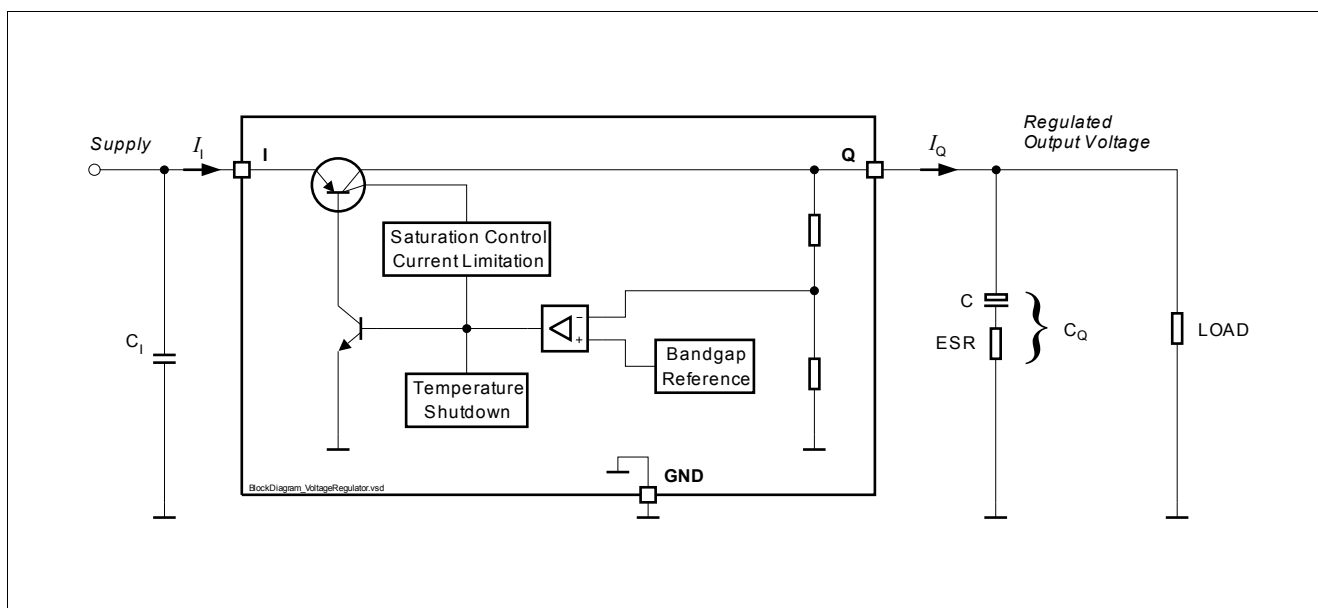 Supply
I_I
I
Q
I_Q
Regulated
Output Voltage
Saturation Control
Current Limitation
C
ESR
C_Q
LOAD
C_I
−
+
Bandgap
Reference
Temperature
Shutdown
GND
BlockDiagram_VoltageRegulator.vsd